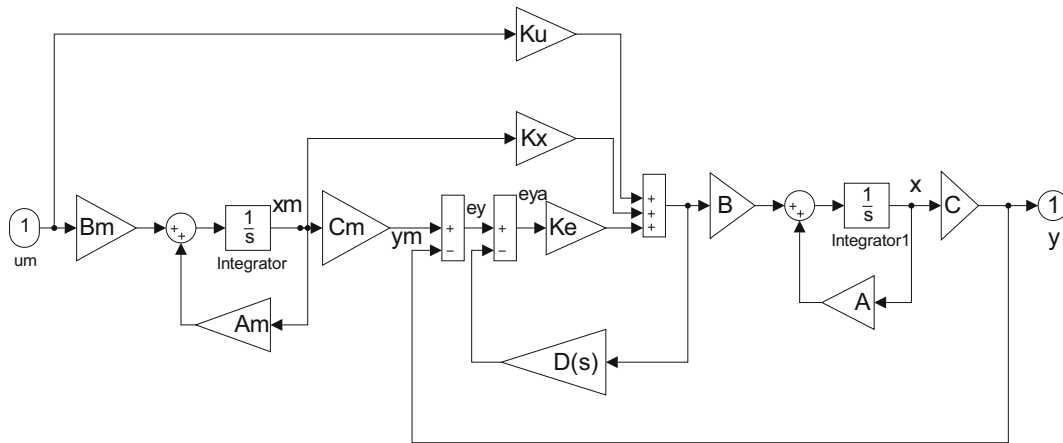 Ku
Kx
1
um
Bm
+
+
1
s
Integrator
xm
Cm
ym
+
−
ey
+
−
eya
Ke
+
+
+
B
+
+
1
s
Integrator1
x
C
1
y
Am
D(s)
A